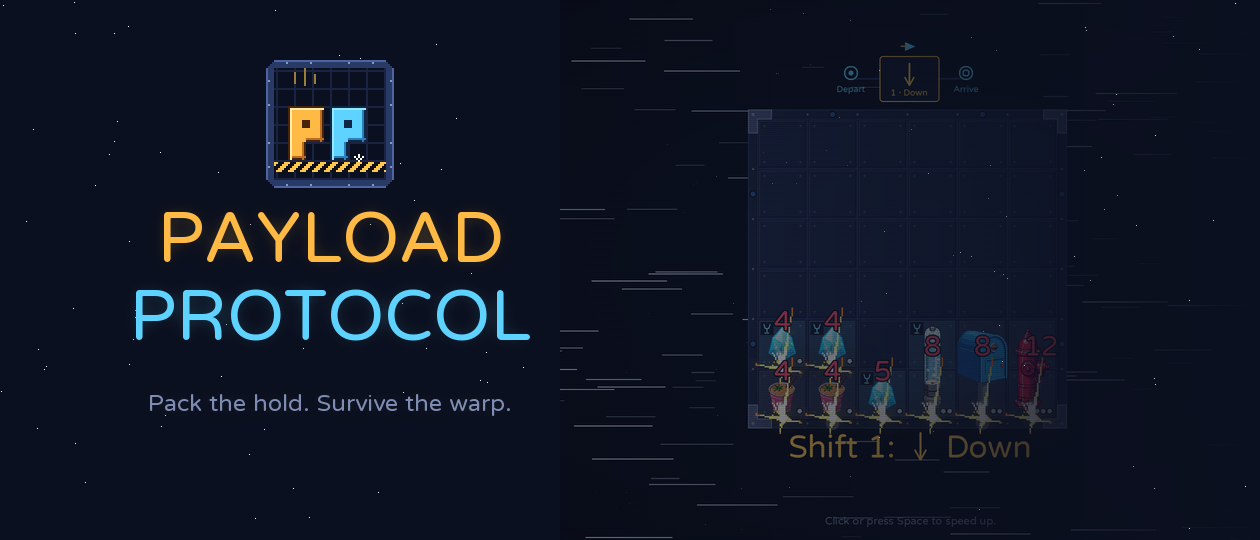 PP
PAYLOAD
PROTOCOL
Pack the hold. Survive the warp.
Depart
1 · Down
Arrive
4 4
8 8 12
4 4 5
Shift 1: ↓ Down
Click or press Space to speed up.